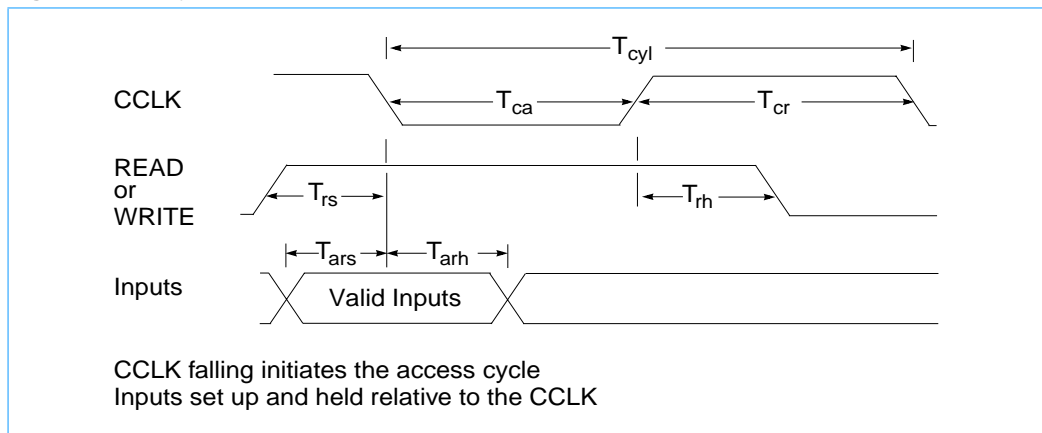 T_cyl
CCLK
T_ca
T_cr
READ
or
WRITE
T_rs
T_rh
T_ars
T_arh
Inputs
Valid Inputs
CCLK falling initiates the access cycle
Inputs set up and held relative to the CCLK